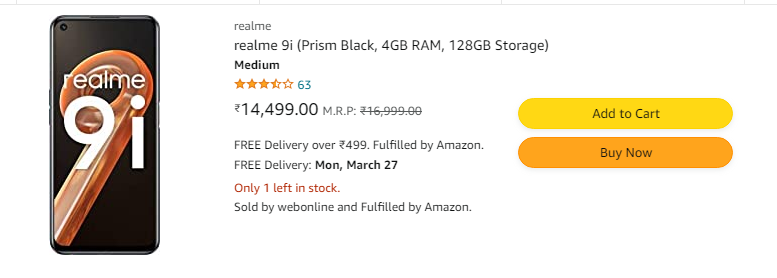 realme
9i
realme
realme 9i (Prism Black, 4GB RAM, 128GB Storage)
Medium
63
₹14,499.00 M.R.P: ₹16,999.00
Add to Cart
FREE Delivery over ₹499. Fulfilled by Amazon.
Buy Now
FREE Delivery: Mon, March 27
Only 1 left in stock.
Sold by webonline and Fulfilled by Amazon.